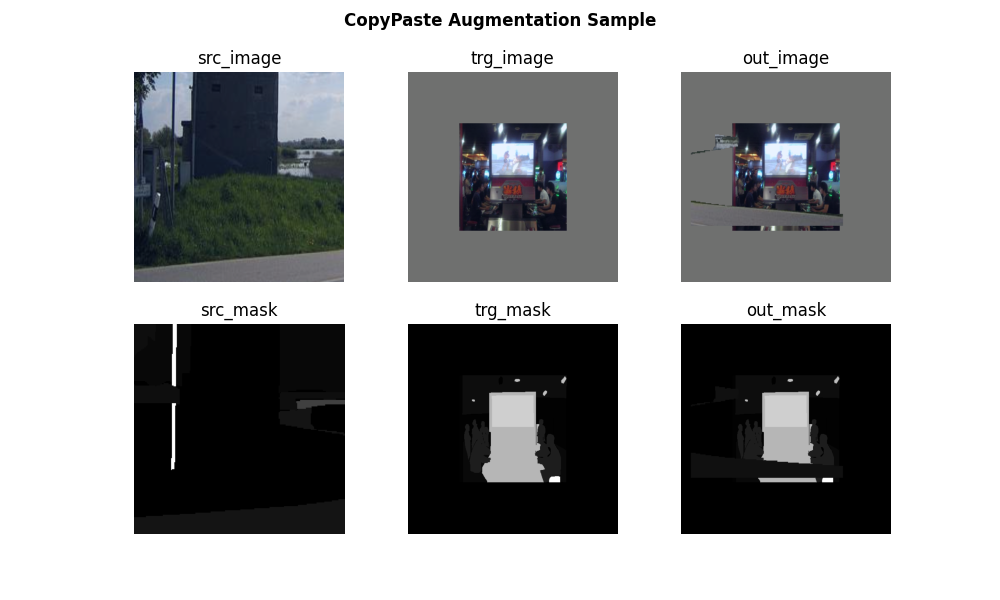 CopyPaste Augmentation Sample
src_image
trg_image
out_image
src_mask
trg_mask
out_mask